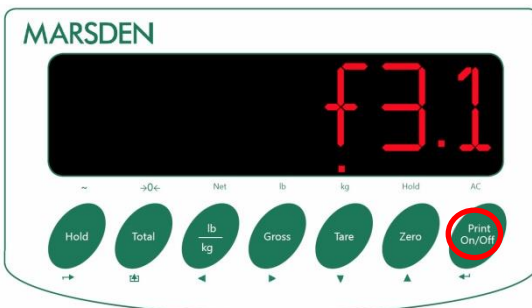 MARSDEN
f3.1
~ →0← Net lb kg Hold AC
Hold Total lb/kg Gross Tare Zero Print On/Off